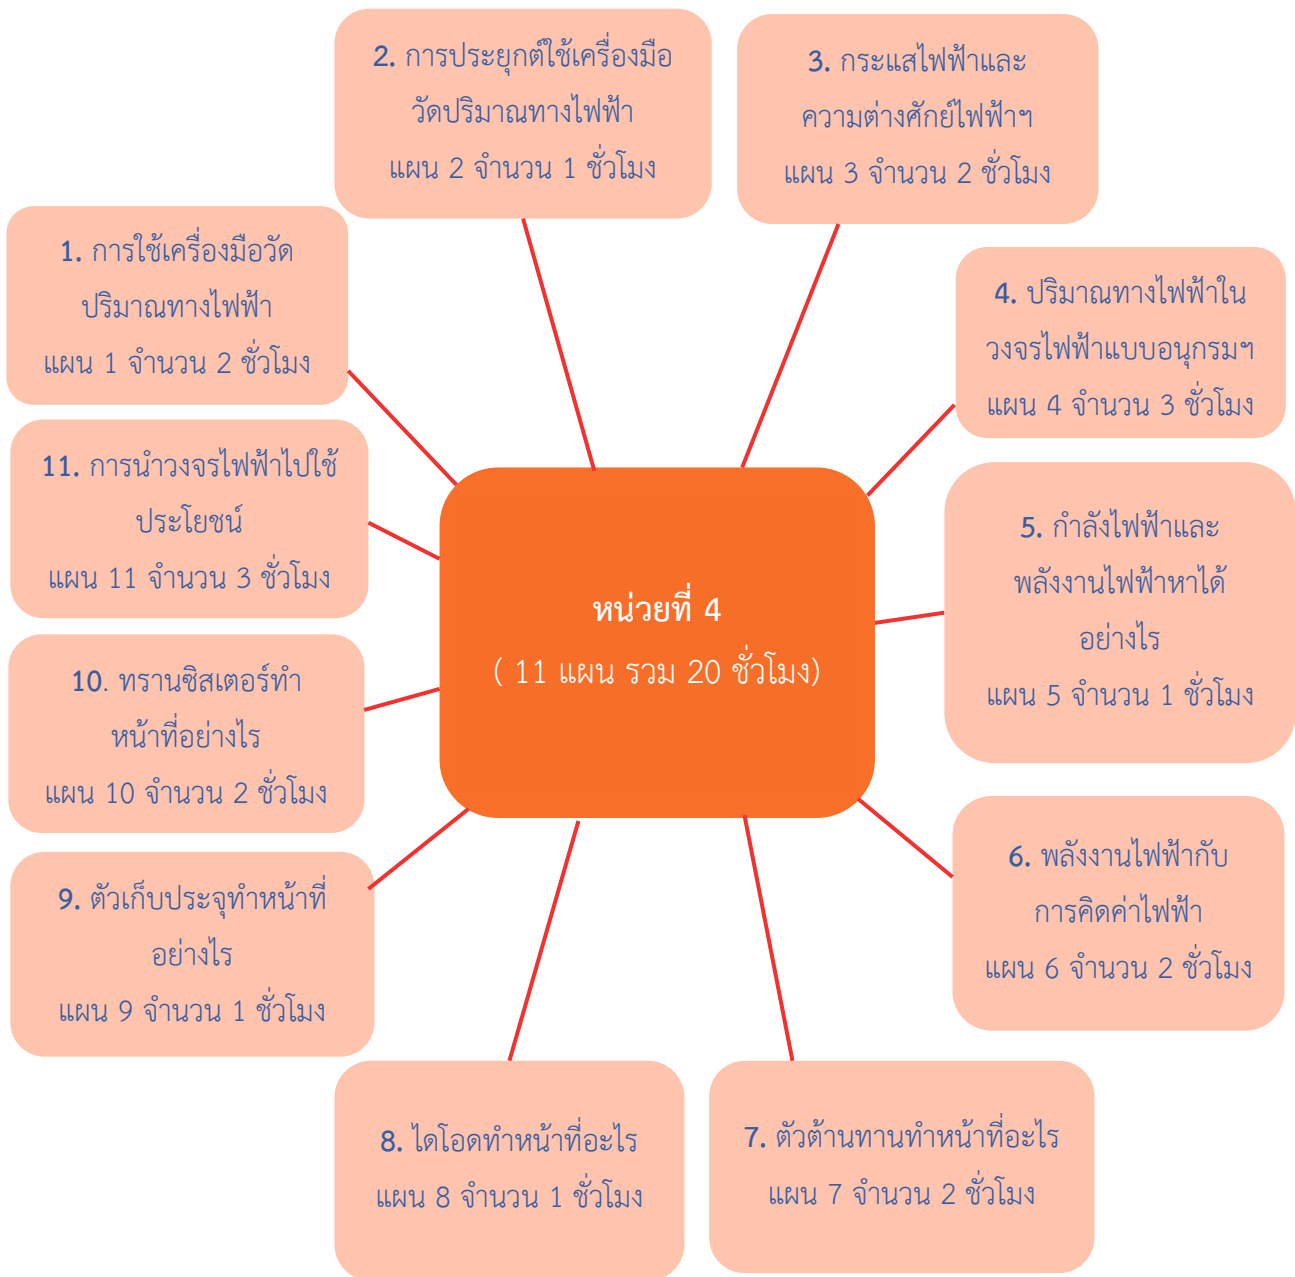 2. การประยุกต์ใช้เครื่องมือ
วัดปริมาณทางไฟฟ้า
แผน 2 จำนวน 1 ชั่วโมง
3. กระแสไฟฟ้าและ
ความต่างศักย์ไฟฟ้าฯ
แผน 3 จำนวน 2 ชั่วโมง
1. การใช้เครื่องมือวัด
ปริมาณทางไฟฟ้า
แผน 1 จำนวน 2 ชั่วโมง
4. ปริมาณทางไฟฟ้าใน
วงจรไฟฟ้าแบบอนุกรมฯ
แผน 4 จำนวน 3 ชั่วโมง
11. การนำวงจรไฟฟ้าไปใช้
ประโยชน์
แผน 11 จำนวน 3 ชั่วโมง
5. กำลังไฟฟ้าและ
พลังงานไฟฟ้าหาได้
อย่างไร
แผน 5 จำนวน 1 ชั่วโมง
หน่วยที่ 4
( 11 แผน รวม 20 ชั่วโมง)
10. ทรานซิสเตอร์ทำ
หน้าที่อย่างไร
แผน 10 จำนวน 2 ชั่วโมง
6. พลังงานไฟฟ้ากับ
การคิดค่าไฟฟ้า
แผน 6 จำนวน 2 ชั่วโมง
9. ตัวเก็บประจุทำหน้าที่
อย่างไร
แผน 9 จำนวน 1 ชั่วโมง
8. ไดโอดทำหน้าที่อะไร
แผน 8 จำนวน 1 ชั่วโมง
7. ตัวต้านทานทำหน้าที่อะไร
แผน 7 จำนวน 2 ชั่วโมง